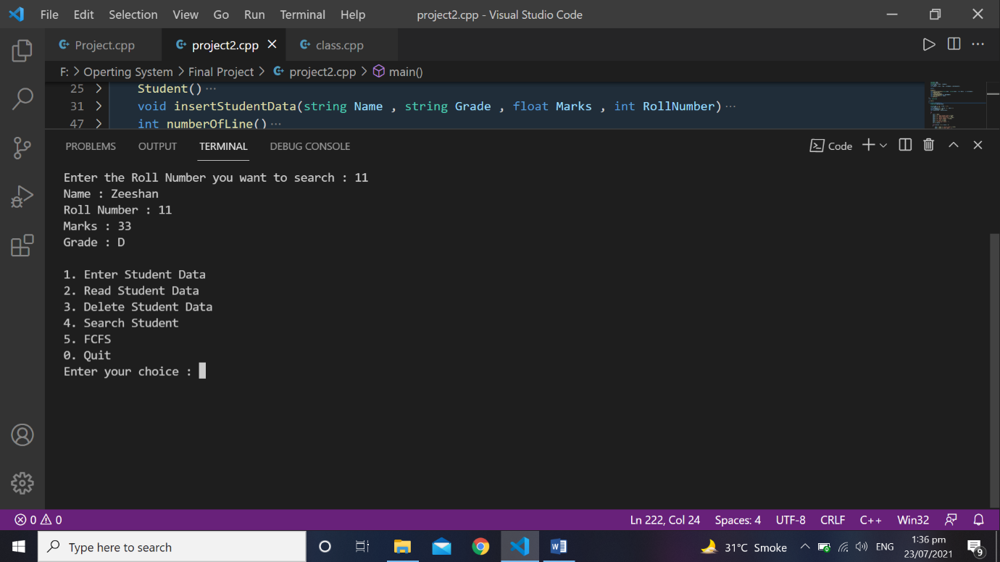 File Edit Selection View Go Run Terminal Help project2.cpp - Visual Studio Code
Project.cpp project2.cpp class.cpp
F: > Operting System > Final Project > project2.cpp > main()
25 > Student()···
31 > void insertStudentData(string Name , string Grade , float Marks , int RollNumber)···
47 > int numberOfLine()···
PROBLEMS OUTPUT TERMINAL DEBUG CONSOLE Code
Enter the Roll Number you want to search : 11
Name : Zeeshan
Roll Number : 11
Marks : 33
Grade : D
1. Enter Student Data
2. Read Student Data
3. Delete Student Data
4. Search Student
5. FCFS
0. Quit
Enter your choice :
0 0 Ln 222, Col 24 Spaces: 4 UTF-8 CRLF C++ Win32
Type here to search 31°C Smoke ENG 1:36 pm
23/07/2021 9